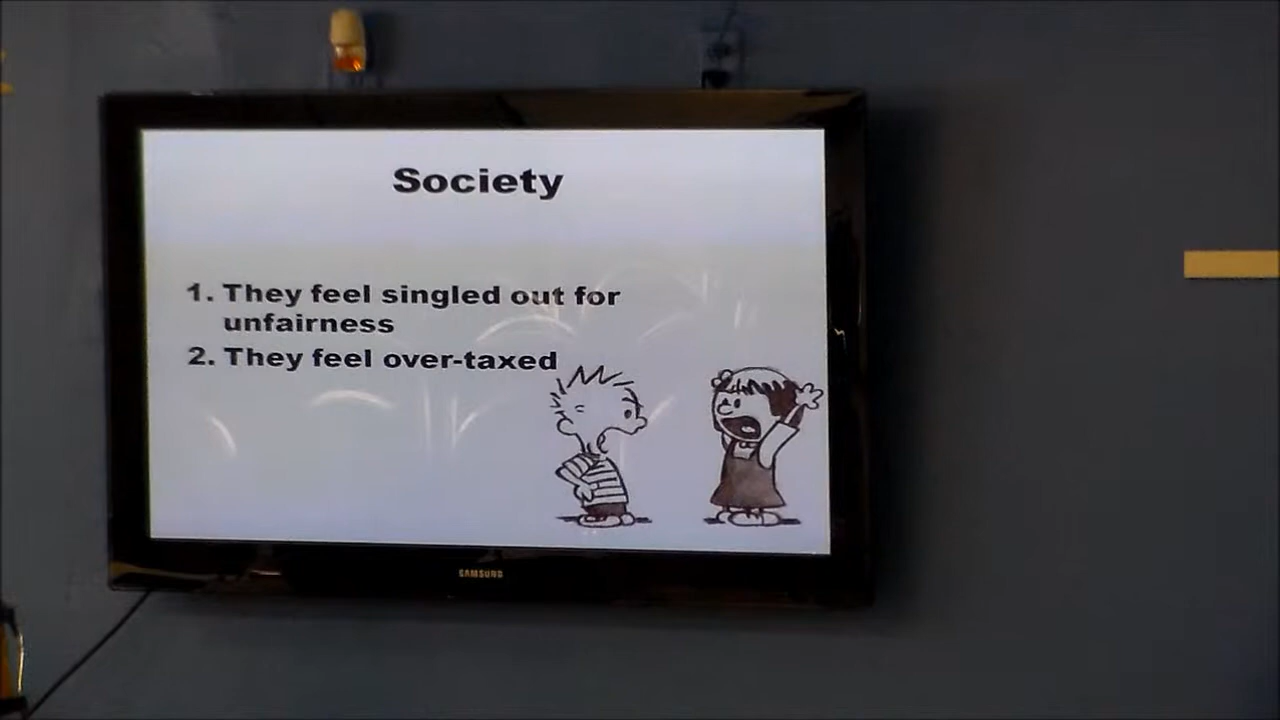 Society
1. They feel singled out for
unfairness
2. They feel over-taxed
SAMSUNG